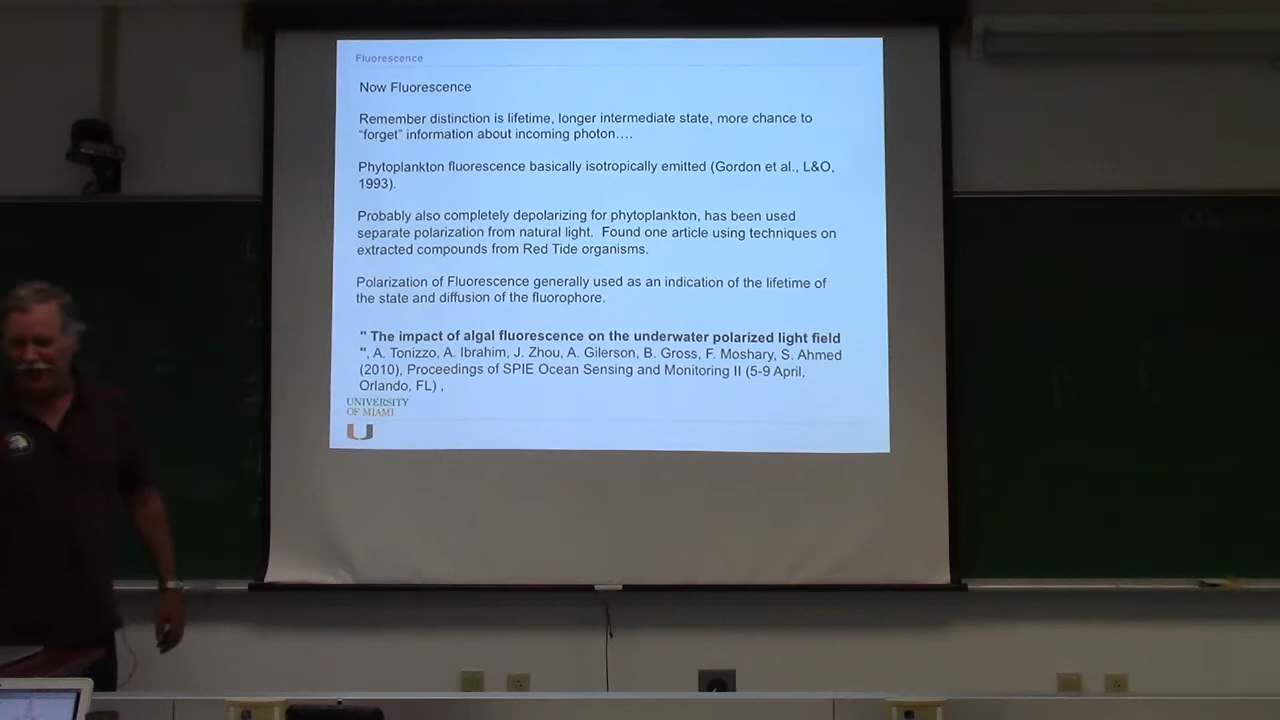 Fluorescence
Now Fluorescence
Remember distinction is lifetime, longer intermediate state, more chance to
“forget” information about incoming photon….
Phytoplankton fluorescence basically isotropically emitted (Gordon et al., L&O,
1993).
Probably also completely depolarizing for phytoplankton, has been used
separate polarization from natural light.  Found one article using techniques on
extracted compounds from Red Tide organisms.
Polarization of Fluorescence generally used as an indication of the lifetime of
the state and diffusion of the fluorophore.
" The impact of algal fluorescence on the underwater polarized light field
", A. Tonizzo, A. Ibrahim, J. Zhou, A. Gilerson, B. Gross, F. Moshary, S. Ahmed
(2010), Proceedings of SPIE Ocean Sensing and Monitoring II (5-9 April,
Orlando, FL) ,
UNIVERSITY
OF MIAMI